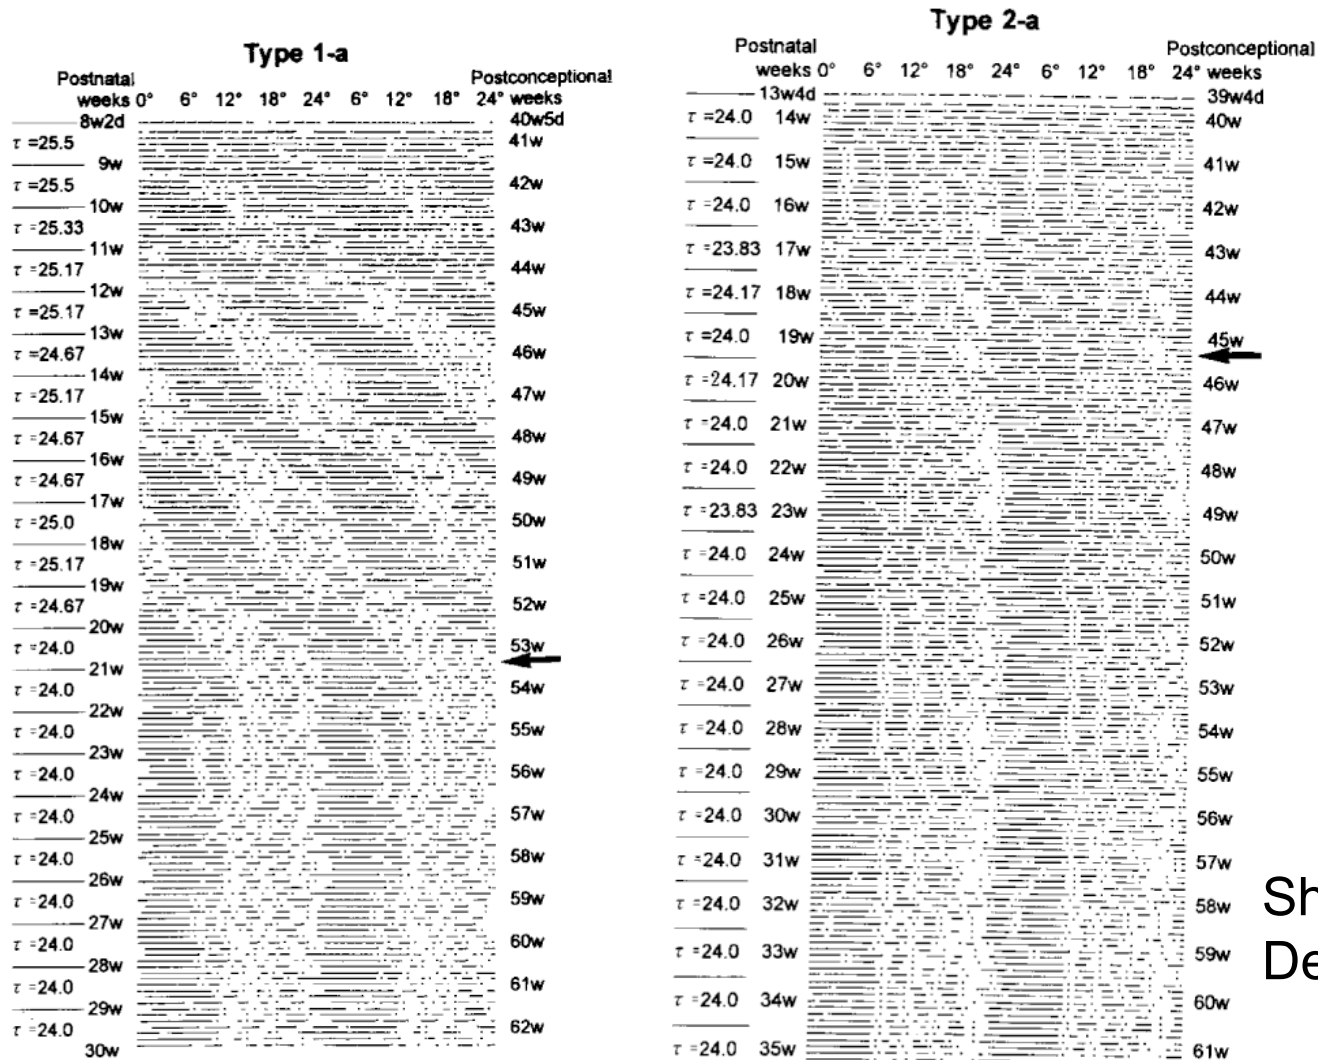 Type 1-a
Postnatal Postconceptional
weeks 0° 6° 12° 18° 24° 6° 12° 18° 24° weeks
8w2d 40w5d
τ =25.5 41w
9w
τ =25.5 42w
10w
τ =25.33 43w
11w
τ =25.17 44w
12w
τ =25.17 45w
13w
τ =24.67 46w
14w
τ =25.17 47w
15w
τ =24.67 48w
16w
τ =24.67 49w
17w
τ =25.0 50w
18w
τ =25.17 51w
19w
τ =24.67 52w
20w
τ =24.0 53w
21w
τ =24.0 54w
22w
τ =24.0 55w
23w
τ =24.0 56w
24w
τ =24.0 57w
25w
τ =24.0 58w
26w
τ =24.0 59w
27w
τ =24.0 60w
28w
τ =24.0 61w
29w
τ =24.0 62w
30w
Type 2-a
Postnatal Postconceptional
weeks 0° 6° 12° 18° 24° 6° 12° 18° 24° weeks
13w4d 39w4d
τ =24.0 14w 40w
τ =24.0 15w 41w
τ =24.0 16w 42w
τ =23.83 17w 43w
τ =24.17 18w 44w
τ =24.0 19w 45w
τ =24.17 20w 46w
τ =24.0 21w 47w
τ =24.0 22w 48w
τ =23.83 23w 49w
τ =24.0 24w 50w
τ =24.0 25w 51w
τ =24.0 26w 52w
τ =24.0 27w 53w
τ =24.0 28w 54w
τ =24.0 29w 55w
τ =24.0 30w 56w
τ =24.0 31w 57w
τ =24.0 32w 58w
τ =24.0 33w 59w
τ =24.0 34w 60w
τ =24.0 35w 61w